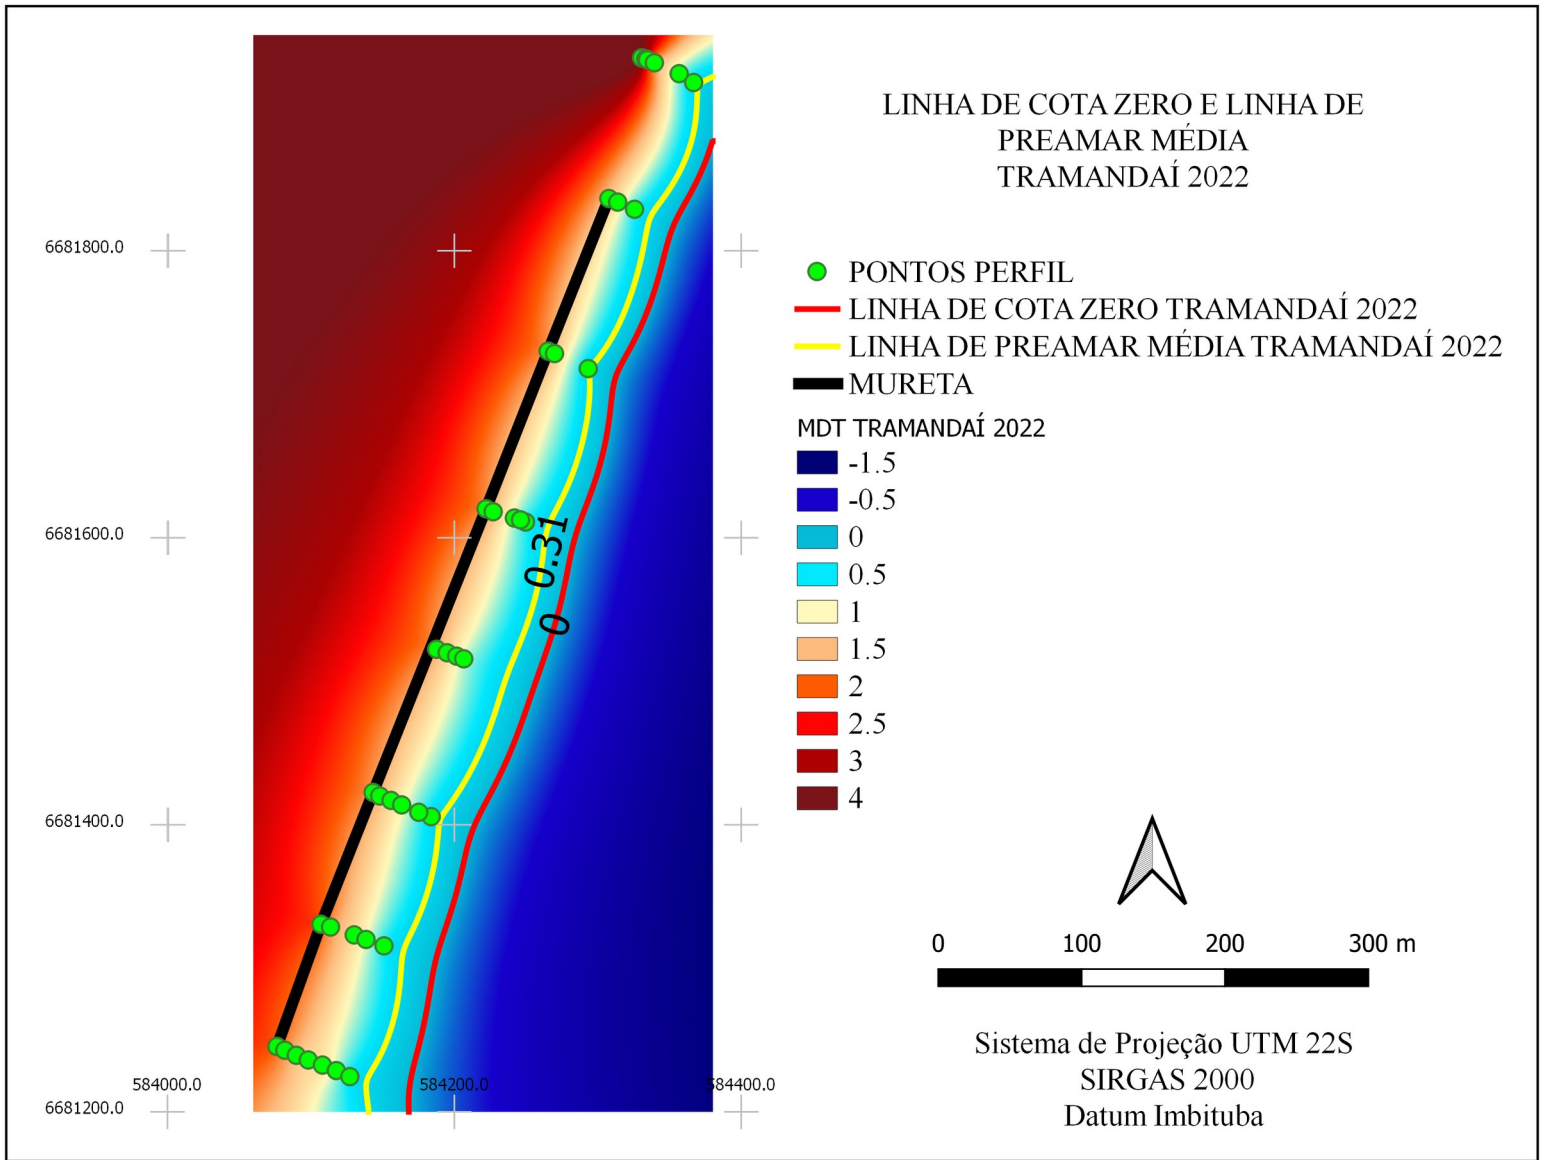 LINHA DE COTA ZERO E LINHA DE
PREAMAR MÉDIA
TRAMANDAÍ 2022
PONTOS PERFIL
LINHA DE COTA ZERO TRAMANDAÍ 2022
LINHA DE PREAMAR MÉDIA TRAMANDAÍ 2022
MURETA
MDT TRAMANDAÍ 2022
-1.5
-0.5
0
0.5
1
1.5
2
2.5
3
4
6681800.0
6681600.0
6681400.0
6681200.0
584000.0
584200.0
584400.0
0.31
0
0 100 200 300 m
Sistema de Projeção UTM 22S
SIRGAS 2000
Datum Imbituba